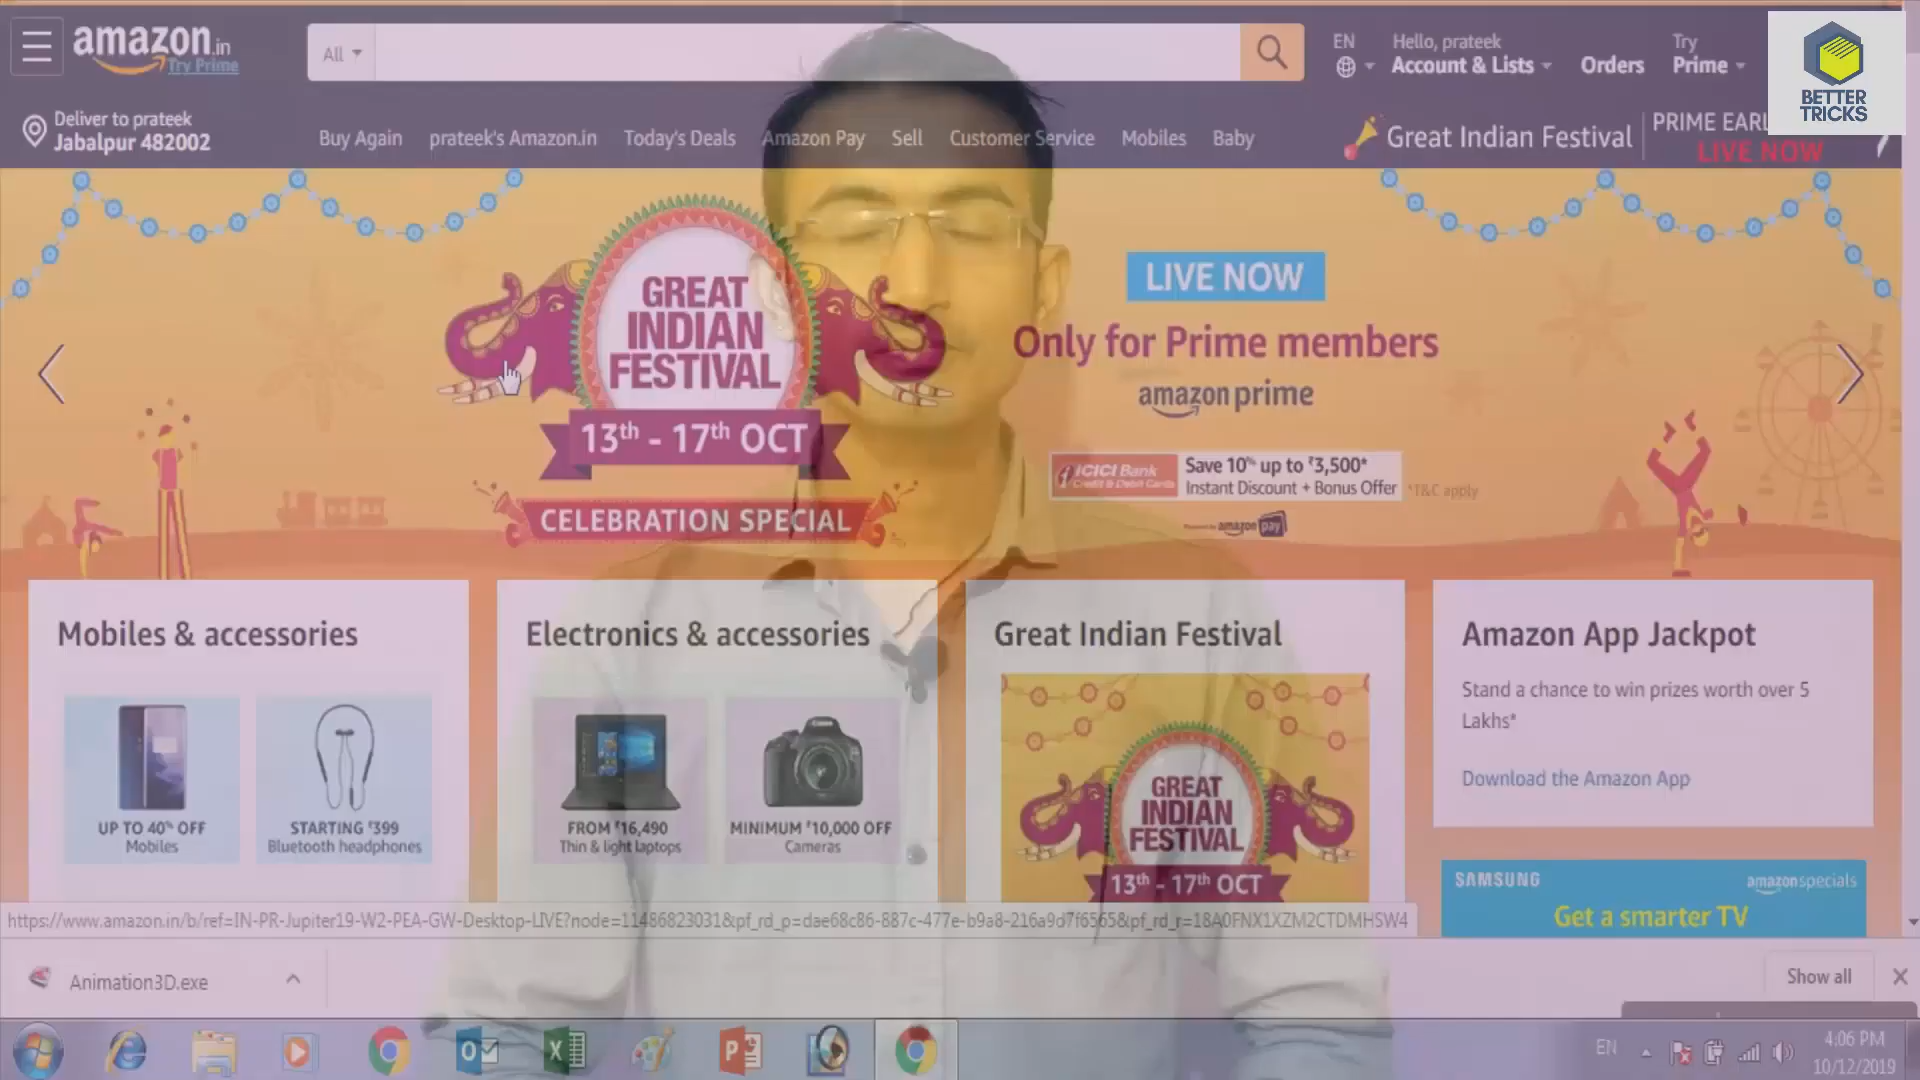 amazon.in
Try Prime
All
EN
Hello, prateek
Account & Lists
Orders
Try
Prime
BETTER
TRICKS
Deliver to prateek
Jabalpur 482002
Buy Again
prateek's Amazon.in
Today's Deals
Amazon Pay
Sell
Customer Service
Mobiles
Baby
Great Indian Festival
PRIME EARL
LIVE NOW
GREAT
INDIAN
FESTIVAL
13th - 17th OCT
CELEBRATION SPECIAL
LIVE NOW
Only for Prime members
amazon prime
ICICI Bank
Credit & Debit Cards
Save 10% up to ₹3,500*
Instant Discount + Bonus Offer
*T&C apply
Powered by amazon pay
Mobiles & accessories
UP TO 40% OFF
Mobiles
STARTING ₹399
Bluetooth headphones
Electronics & accessories
FROM ₹16,490
Thin & light laptops
Canon
MINIMUM ₹10,000 OFF
Cameras
Great Indian Festival
GREAT
INDIAN
FESTIVAL
13th - 17th OCT
Amazon App Jackpot
Stand a chance to win prizes worth over 5
Lakhs*
Download the Amazon App
SAMSUNG
amazonspecials
Get a smarter TV
https://www.amazon.in/b/ref=IN-PR-Jupiter19-W2-PEA-GW-Desktop-LIVE?node=11486823031&pf_rd_p=dae68c86-887c-477e-b9a8-216a9d7f6565&pf_rd_r=18A0FNX1XZM2CTDMHSW4
Animation3D.exe
Show all
EN
4:06 PM
10/12/2019